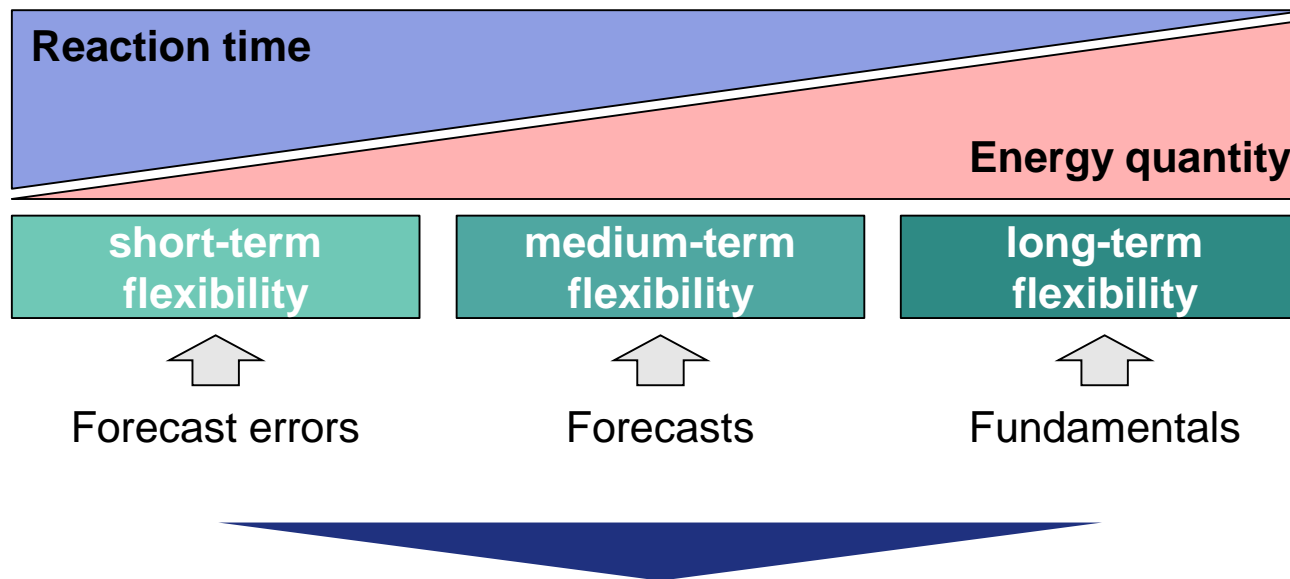 Reaction time
Energy quantity
short-term
flexibility
medium-term
flexibility
long-term
flexibility
Forecast errors
Forecasts
Fundamentals